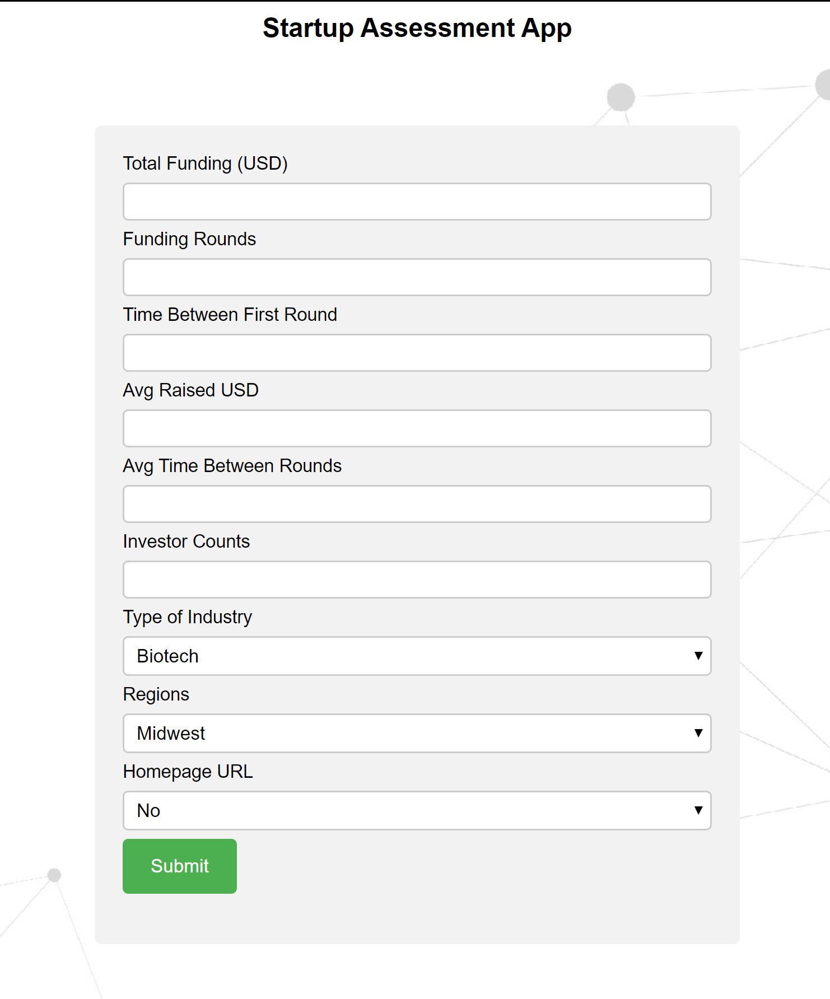 Startup Assessment App
Total Funding (USD)
Funding Rounds
Time Between First Round
Avg Raised USD
Avg Time Between Rounds
Investor Counts
Type of Industry
Biotech
Regions
Midwest
Homepage URL
No
Submit